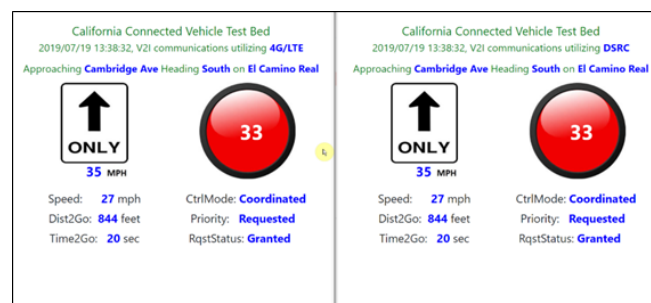 California Connected Vehicle Test Bed
2019/07/19 13:38:32, V2I communications utilizing 4G/LTE
Approaching Cambridge Ave Heading South on El Camino Real
ONLY
33
35 MPH
Speed: 27 mph
CtrlMode: Coordinated
Dist2Go: 844 feet
Priority: Requested
Time2Go: 20 sec
RqstStatus: Granted
California Connected Vehicle Test Bed
2019/07/19 13:38:32, V2I communications utilizing DSRC
Approaching Cambridge Ave Heading South on El Camino Real
ONLY
33
35 MPH
Speed: 27 mph
CtrlMode: Coordinated
Dist2Go: 844 feet
Priority: Requested
Time2Go: 20 sec
RqstStatus: Granted